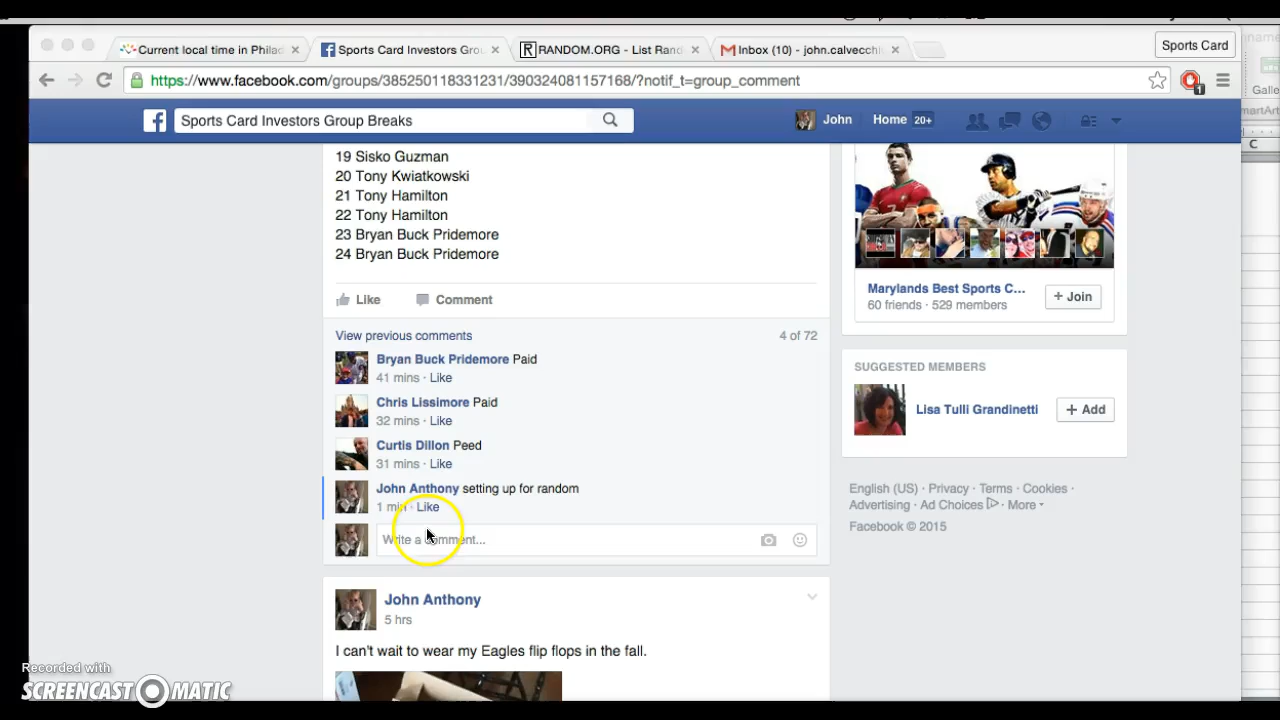 Current local time in Philad
Sports Card Investors Gro
RANDOM.ORG - List Rand
Inbox (10) - john.calvecchi
Sports Card
https://www.facebook.com/groups/385250118331231/390324081157168/?notif_t=group_comment
1
Galle
Sports Card Investors Group Breaks
John
Home 20+
C
19 Sisko Guzman
20 Tony Kwiatkowski
21 Tony Hamilton
22 Tony Hamilton
23 Bryan Buck Pridemore
24 Bryan Buck Pridemore
Like
Comment
View previous comments
4 of 72
Bryan Buck Pridemore Paid
41 mins · Like
Chris Lissimore Paid
32 mins · Like
Curtis Dillon Peed
31 mins · Like
John Anthony setting up for random
1 min · Like
Write a comment...
John Anthony
5 hrs
I can't wait to wear my Eagles flip flops in the fall.
Marylands Best Sports C...
60 friends · 529 members
+ Join
SUGGESTED MEMBERS
Lisa Tulli Grandinetti
+ Add
English (US) · Privacy · Terms · Cookies ·
Advertising · Ad Choices · More
Facebook © 2015
Recorded with
SCREENCAST O MATIC